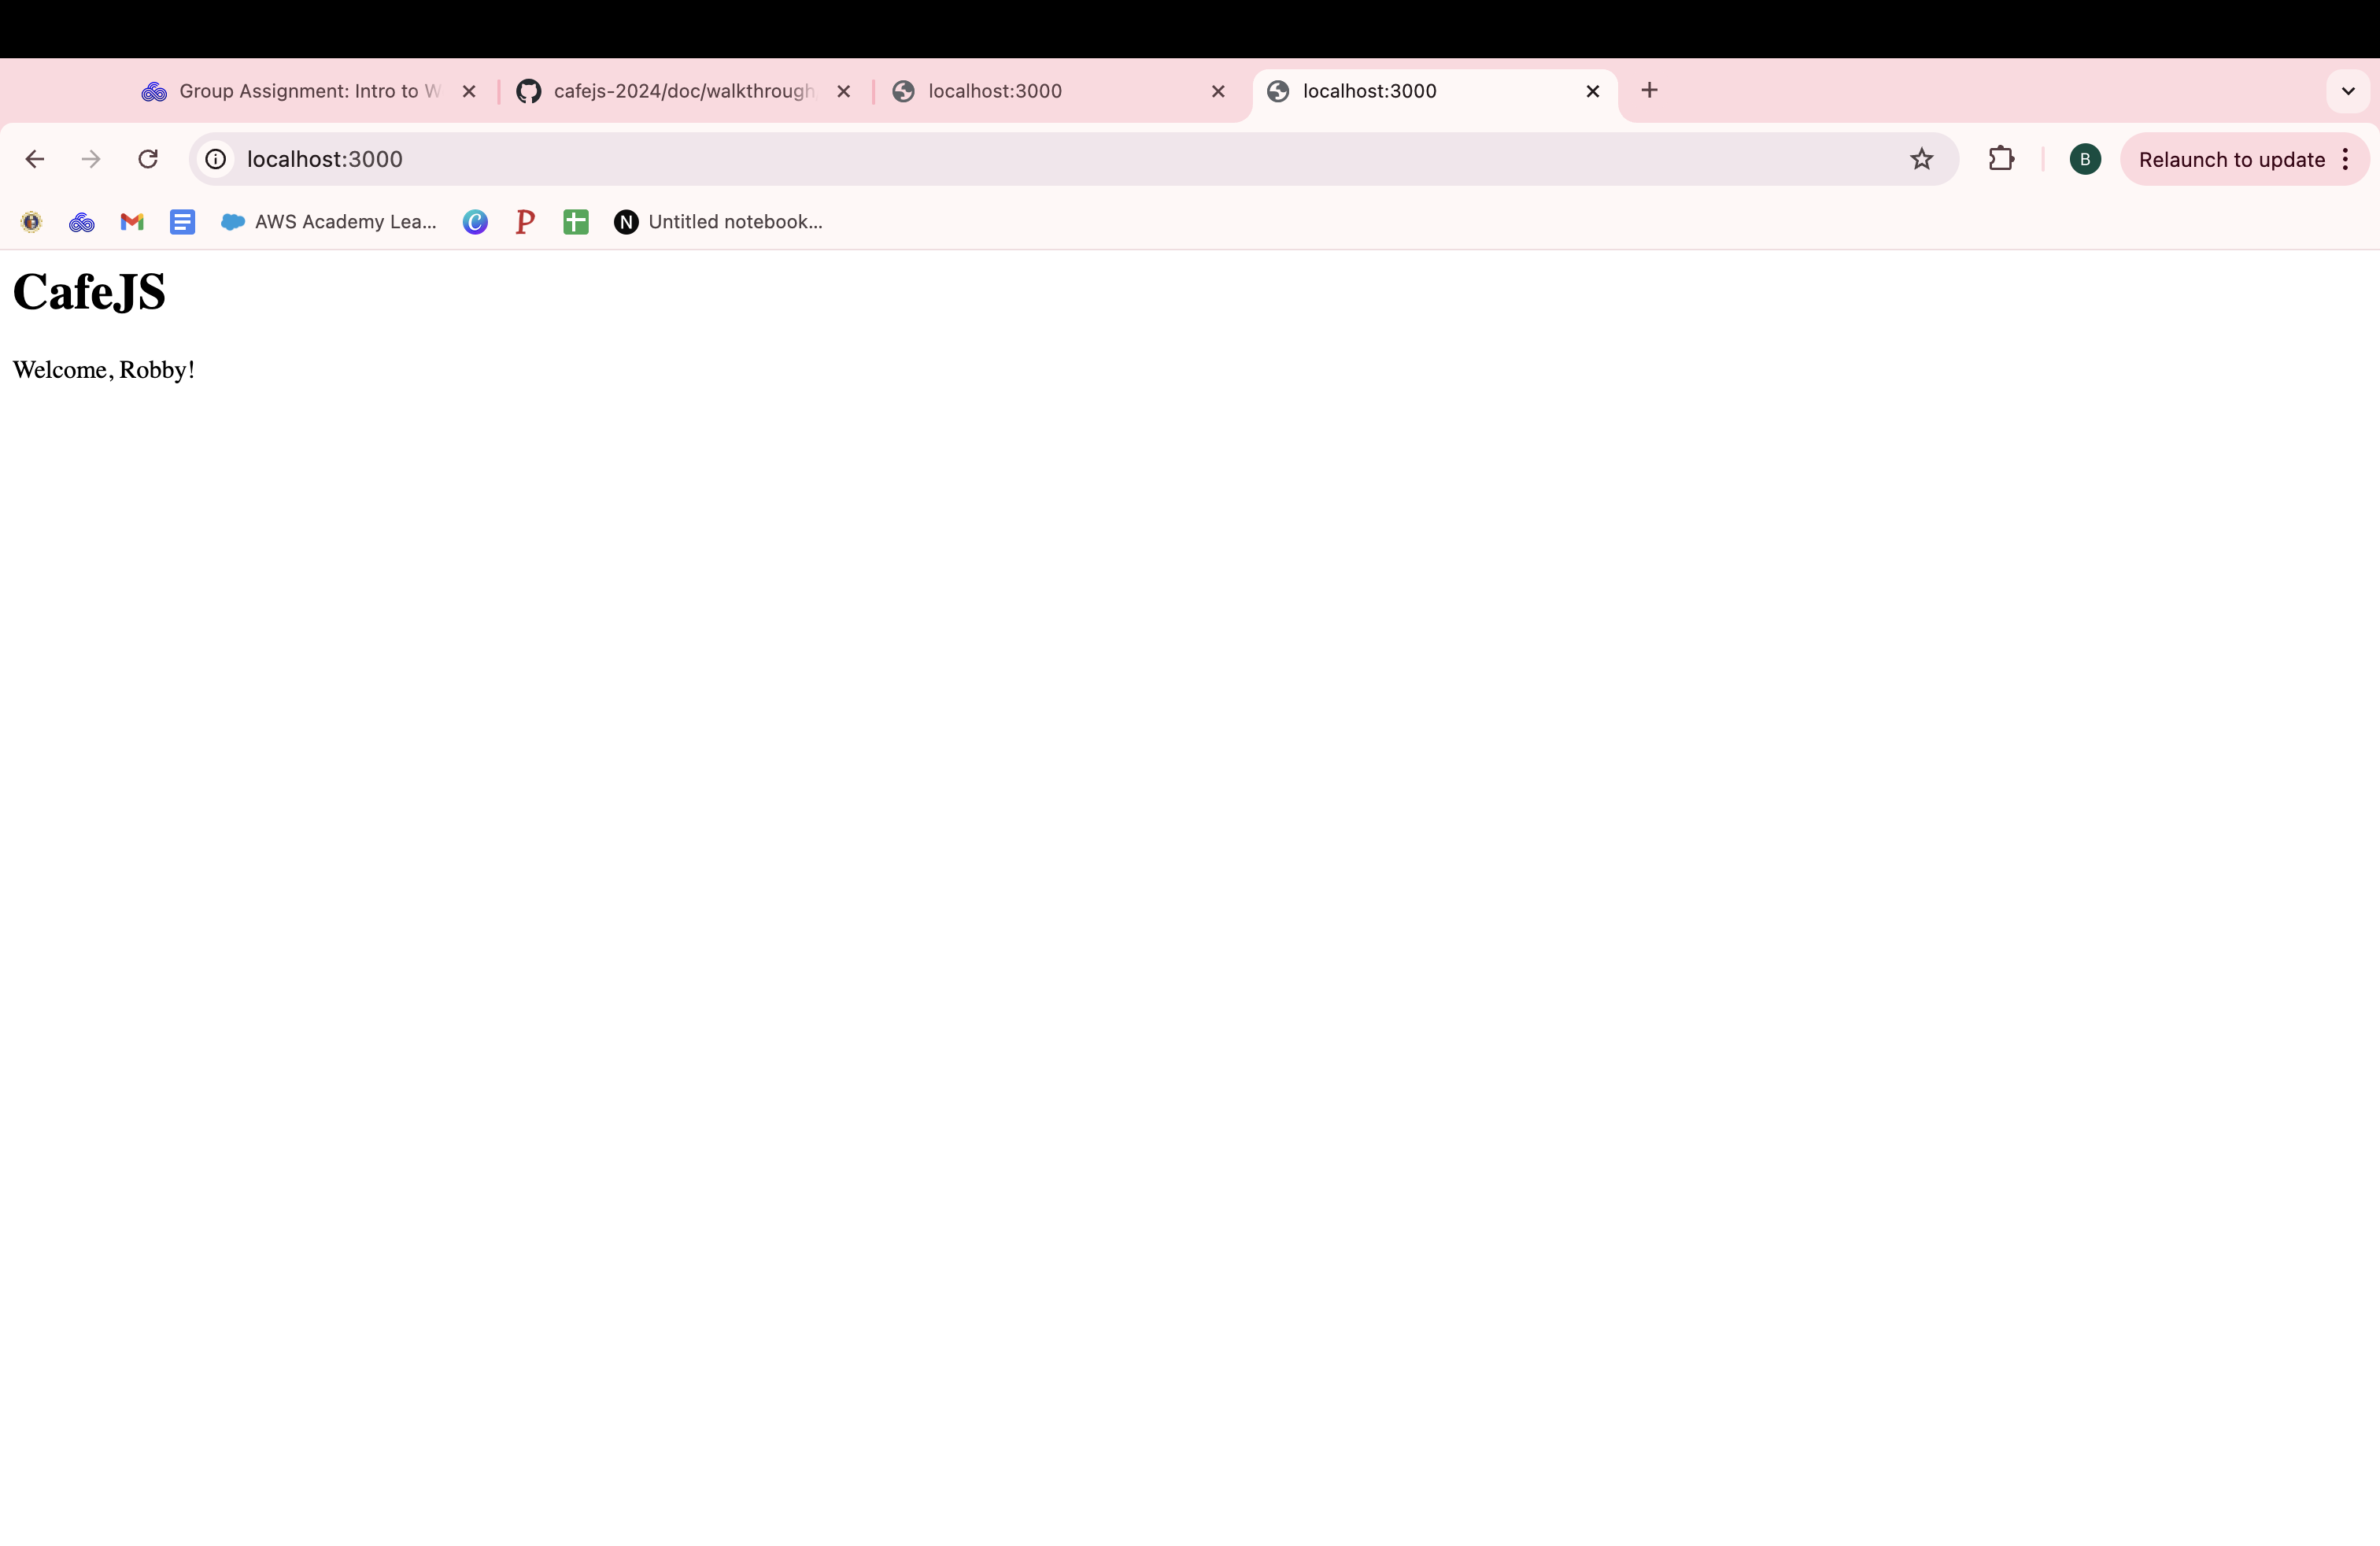 Group Assignment: Intro to W
cafejs-2024/doc/walkthrough
localhost:3000
localhost:3000
localhost:3000
B
Relaunch to update
AWS Academy Lea...
C
P
N
Untitled notebook...
CafeJS
Welcome, Robby!